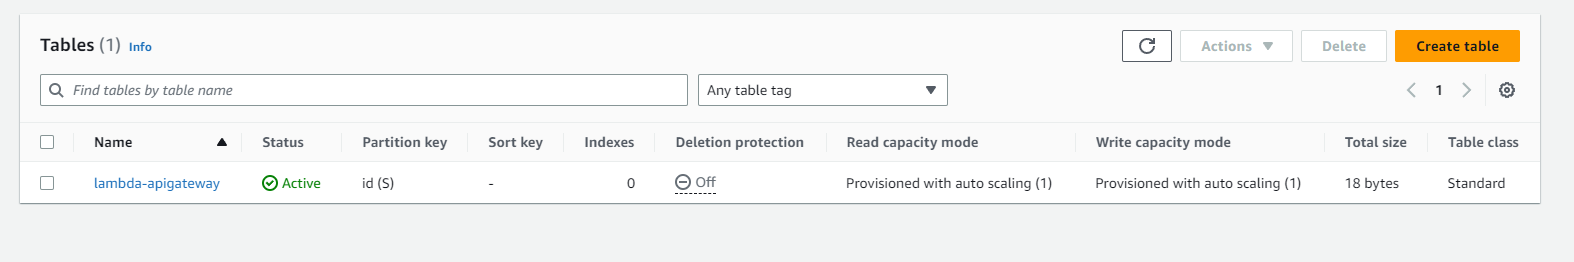 Tables (1) Info
Actions Delete Create table
Find tables by table name Any table tag 1
Name Status Partition key Sort key Indexes Deletion protection Read capacity mode Write capacity mode Total size Table class
lambda-apigateway Active id (S) - 0 Off Provisioned with auto scaling (1) Provisioned with auto scaling (1) 18 bytes Standard